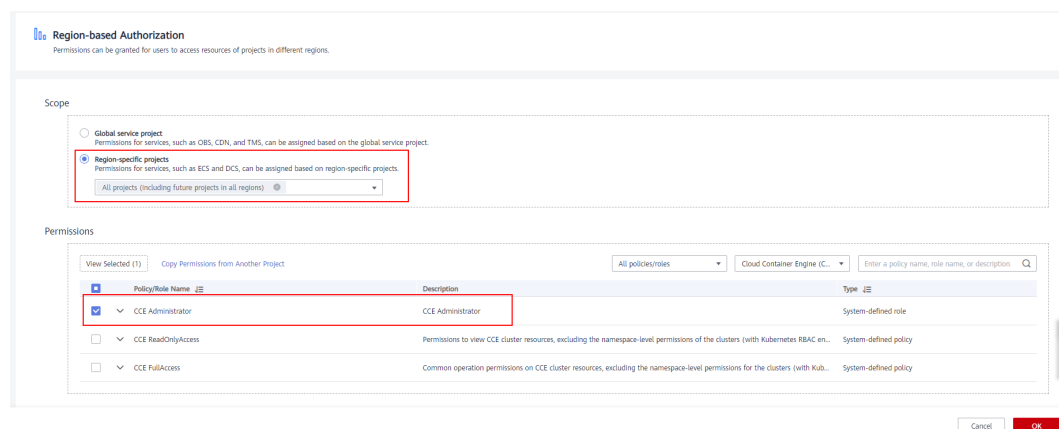 Region-based Authorization
Permissions can be granted for users to access resources of projects in different regions.
Scope
Global service project
Permissions for services, such as OBS, CDN, and TMS, can be assigned based on the global service project.
Region-specific projects
Permissions for services, such as ECS and DCS, can be assigned based on region-specific projects.
All projects (Including future projects in all regions)
Permissions
View Selected (1) Copy Permissions from Another Project All policies/roles Cloud Container Engine (C... Enter a policy name, role name, or description.
Policy/Role Name Description Type
CCE Administrator CCE Administrator System-defined role
CCE ReadOnlyAccess Permissions to view CCE cluster resources, excluding the namespace-level permissions of the clusters (with Kubernetes RBAC en... System-defined policy
CCE FullAccess Common operation permissions on CCE cluster resources, excluding the namespace-level permissions for the clusters (with Kub... System-defined policy
Cancel OK